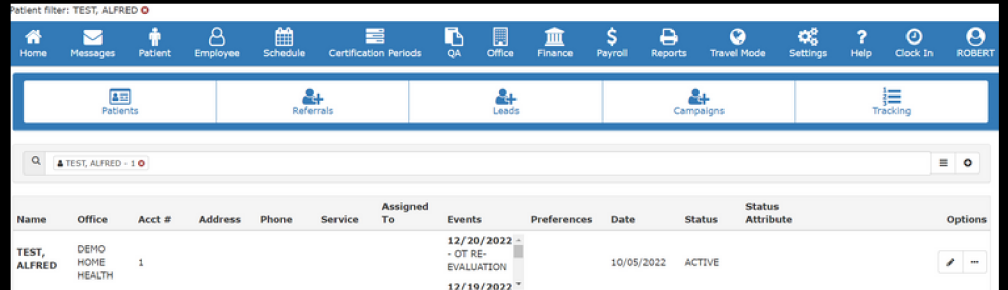 Patient filter: TEST, ALFRED
Home Messages Patient Employee Schedule Certification Periods QA Office Finance Payroll Reports Travel Mode Settings Help Clock In ROBERT
Patients Referrals Leads Campaigns Tracking
TEST, ALFRED - 1
Name Office Acct # Address Phone Service Assigned To Events Preferences Date Status Status Attribute Options
TEST, ALFRED
DEMO HOME HEALTH
1
12/20/2022
- OT RE-
EVALUATION
12/19/2022
10/05/2022
ACTIVE